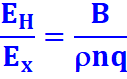 E_H/E_x = B/ρnq